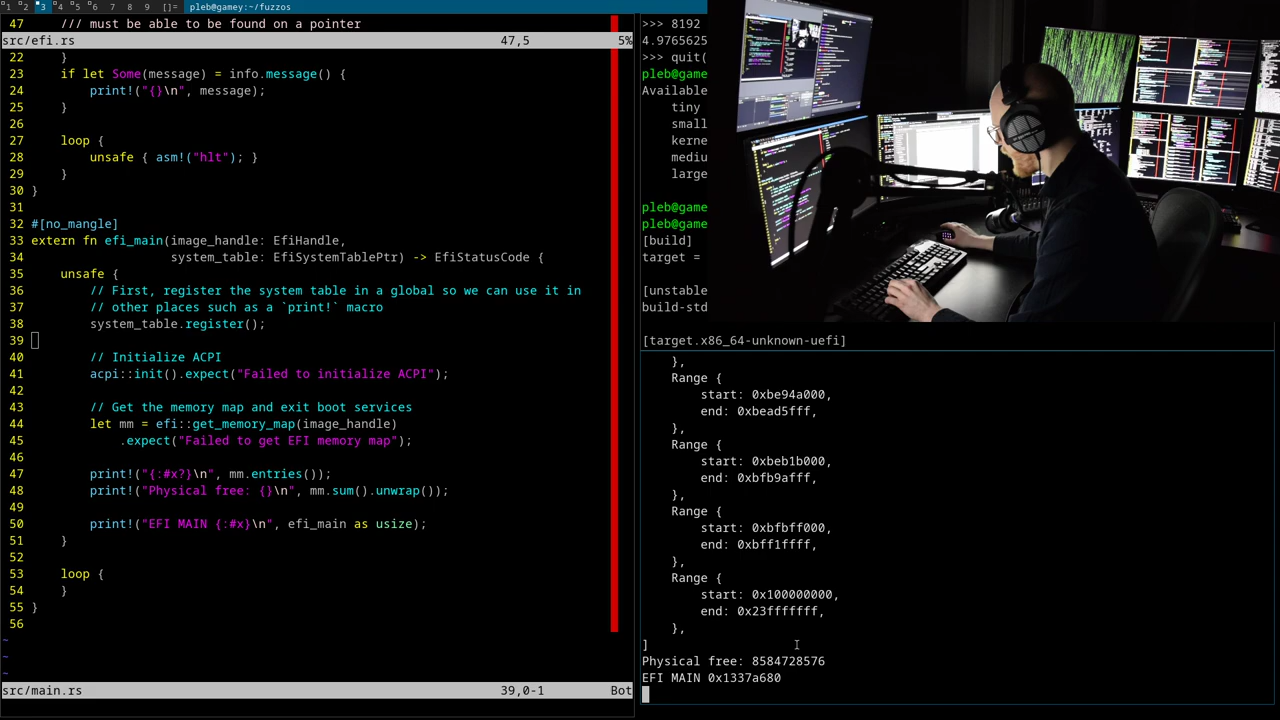 1 2 3 4 5 6 7 8 9 []= pleb@gamey:~/fuzzos
47 /// must be able to be found on a pointer
src/efi.rs 47,5 5%
22 }
23 if let Some(message) = info.message() {
24 print!("{}\n", message);
25 }
26
27 loop {
28 unsafe { asm!("hlt"); }
29 }
30 }
31
32 #[no_mangle]
33 extern fn efi_main(image_handle: EfiHandle,
34 system_table: EfiSystemTablePtr) -> EfiStatusCode {
35 unsafe {
36 // First, register the system table in a global so we can use it in
37 // other places such as a `print!` macro
38 system_table.register();
39
40 // Initialize ACPI
41 acpi::init().expect("Failed to initialize ACPI");
42
43 // Get the memory map and exit boot services
44 let mm = efi::get_memory_map(image_handle)
45 .expect("Failed to get EFI memory map");
46
47 print!("{:#x?}\n", mm.entries());
48 print!("Physical free: {}\n", mm.sum().unwrap());
49
50 print!("EFI MAIN {:#x}\n", efi_main as usize);
51 }
52
53 loop {
54 }
55 }
56
~
~
~
src/main.rs 39,0-1 Bot
>>> 8192
4.9765625
>>> quit(
pleb@game
Available
tiny
small
kerne
mediu
large
pleb@game
pleb@game
[build]
target =
[unstable
build-std
[target.x86_64-unknown-uefi]
},
Range {
start: 0xbe94a000,
end: 0xbead5fff,
},
Range {
start: 0xbeb1b000,
end: 0xbfb9afff,
},
Range {
start: 0xbfbff000,
end: 0xbff1ffff,
},
Range {
start: 0x100000000,
end: 0x23fffffff,
},
]
Physical free: 8584728576
EFI MAIN 0x1337a680